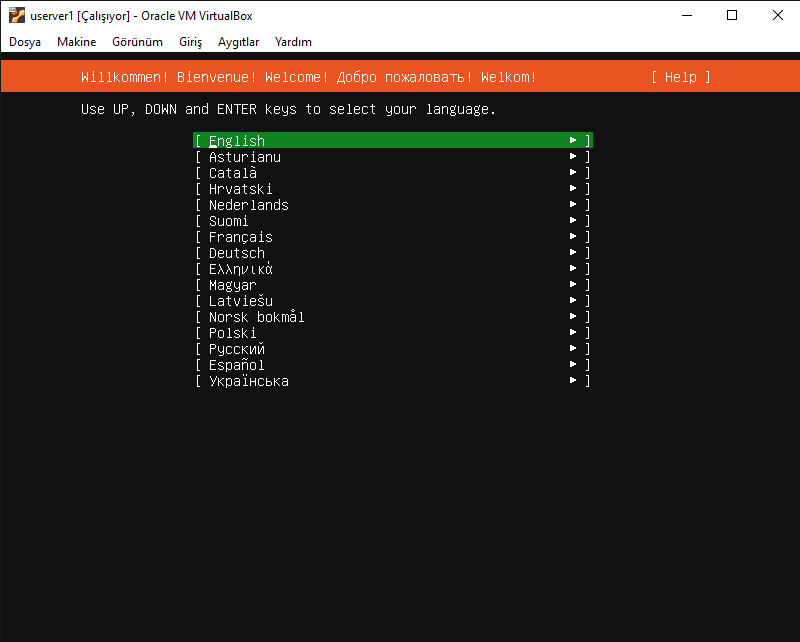 userver1 [Çalışıyor] - Oracle VM VirtualBox
Dosya Makine Görünüm Giriş Aygıtlar Yardım
Willkommen! Bienvenue! Welcome! Добро пожаловать! Welkom! [ Help ]
Use UP, DOWN and ENTER keys to select your language.
[ English ► ]
[ Asturianu ► ]
[ Català ► ]
[ Hrvatski ► ]
[ Nederlands ► ]
[ Suomi ► ]
[ Français ► ]
[ Deutsch ► ]
[ Ελληνικά ► ]
[ Magyar ► ]
[ Latviešu ► ]
[ Norsk bokmål ► ]
[ Polski ► ]
[ Русский ► ]
[ Español ► ]
[ Українська ► ]